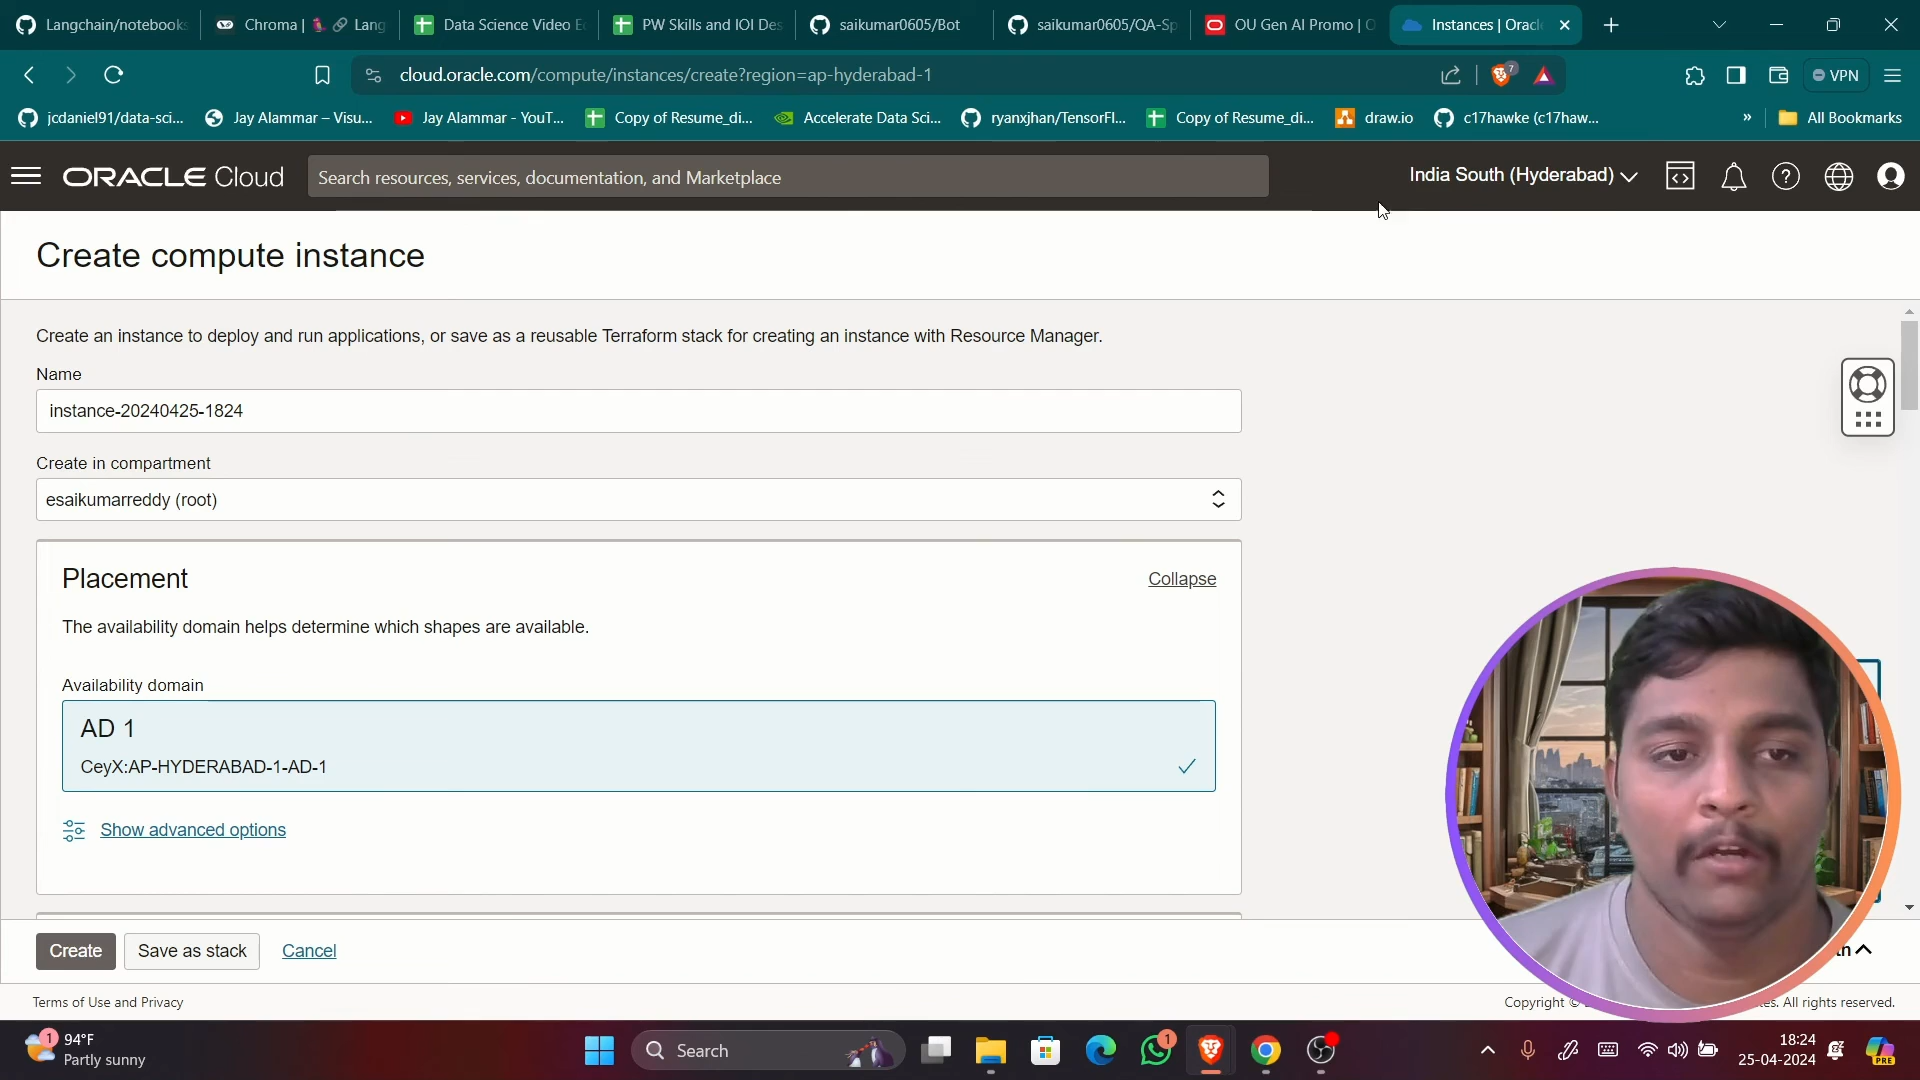 Langchain/notebooks
Chroma | 🦜️🔗 Lang
Data Science Video E
PW Skills and IOI Des
saikumar0605/Bot
saikumar0605/QA-Sp
OU Gen AI Promo | O
Instances | Oracl
cloud.oracle.com/compute/instances/create?region=ap-hyderabad-1
7
VPN
jcdaniel91/data-sci...
Jay Alammar – Visu...
Jay Alammar - YouT...
Copy of Resume_di...
Accelerate Data Sci...
ryanxjhan/TensorFl...
Copy of Resume_di...
draw.io
c17hawke (c17haw...
»
All Bookmarks
ORACLE Cloud
Search resources, services, documentation, and Marketplace
India South (Hyderabad)
Create compute instance
Create an instance to deploy and run applications, or save as a reusable Terraform stack for creating an instance with Resource Manager.
Name
instance-20240425-1824
Create in compartment
esaikumarreddy (root)
Placement
Collapse
The availability domain helps determine which shapes are available.
Availability domain
AD 1
CeyX:AP-HYDERABAD-1-AD-1
Show advanced options
Create
Save as stack
Cancel
Terms of Use and Privacy
Copyright ©
All rights reserved.
1
94°F
Partly sunny
Search
1
18:24
25-04-2024
PRE